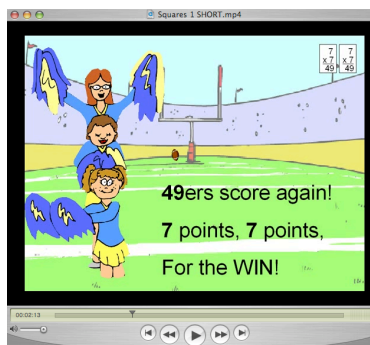 Squares 1 SHORT.mp4
7 7
x 7 x 7
49 49
49ers score again!
7 points, 7 points,
For the WIN!
00:02:13